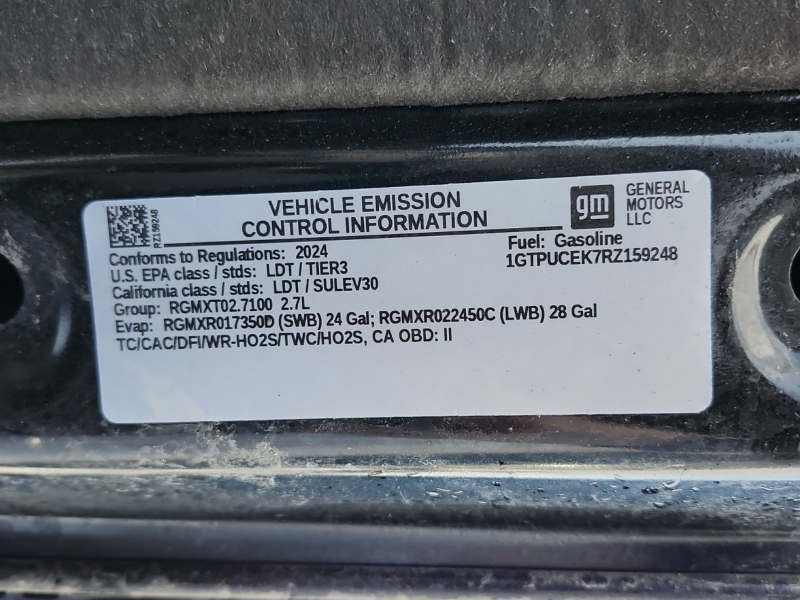 RZ159248
VEHICLE EMISSION
CONTROL INFORMATION
gm
GENERAL
MOTORS
LLC
Conforms to Regulations: 2024
Fuel: Gasoline
U.S. EPA class / stds: LDT / TIER3
1GTPUCEK7RZ159248
California class / stds: LDT / SULEV30
Group: RGMXT02.7100 2.7L
Evap: RGMXR017350D (SWB) 24 Gal; RGMXR022450C (LWB) 28 Gal
TC/CAC/DFI/WR-HO2S/TWC/HO2S, CA OBD: II